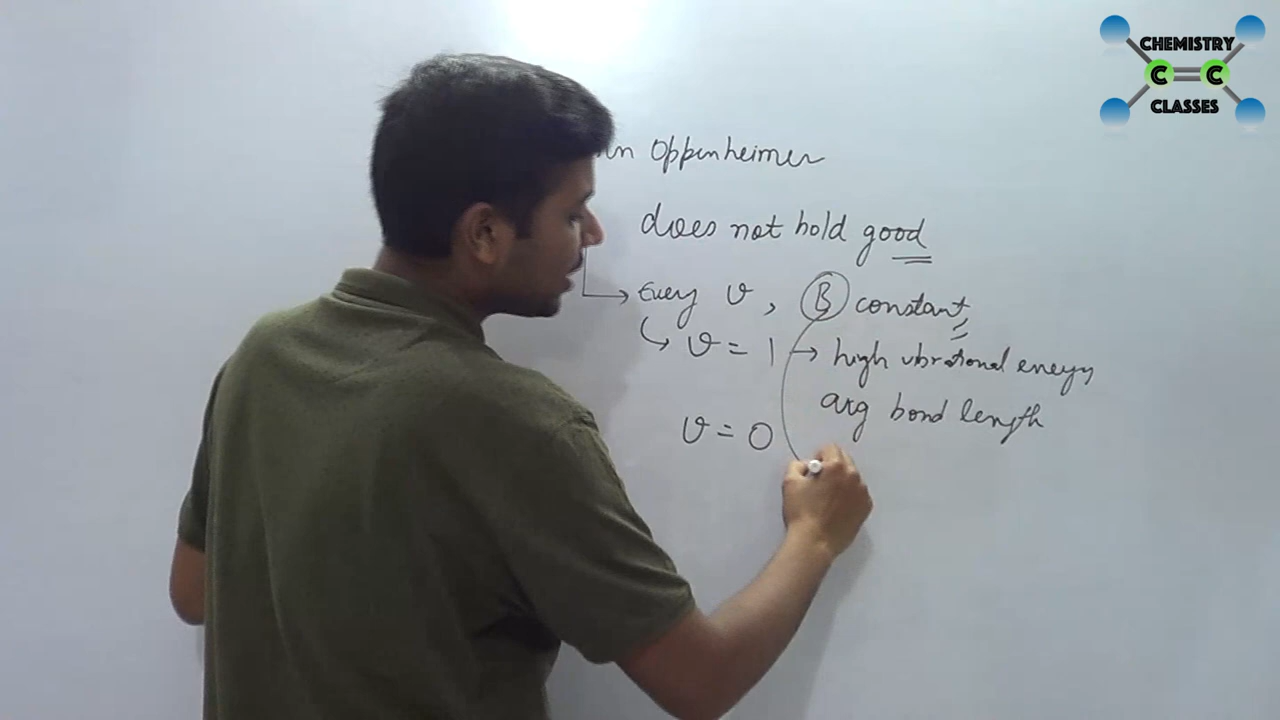 CHEMISTRY
C C
CLASSES
Oppenheimer
does not hold good
Every v, B constant
v = 1 → high vibrational energy
avg bond length
v = 0